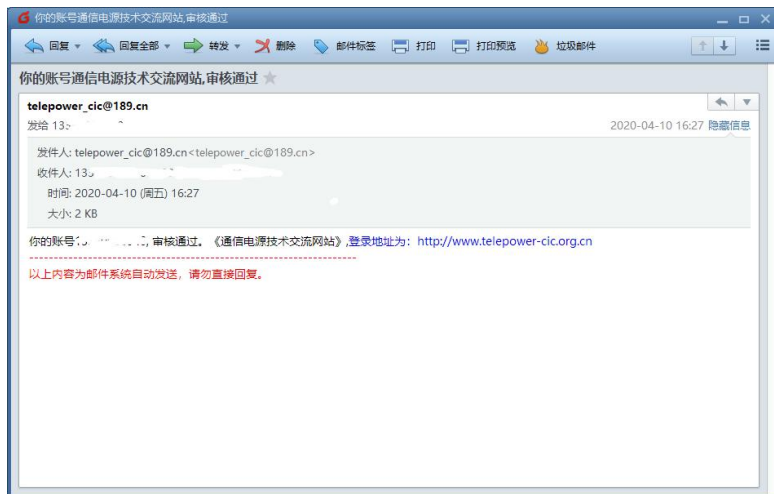 你的账号通信电源技术交流网站,审核通过
回复 回复全部 转发 删除 邮件标签 打印 打印预览 垃圾邮件
你的账号通信电源技术交流网站,审核通过
telepower_cic@189.cn
发给 13
2020-04-10 16:27 隐藏信息
发件人: telepower_cic@189.cn<telepower_cic@189.cn>
收件人: 13
时间: 2020-04-10 (周五) 16:27
大小: 2 KB
你的账号 审核通过。《通信电源技术交流网站》,登录地址为：http://www.telepower-cic.org.cn
以上内容为邮件系统自动发送，请勿直接回复。